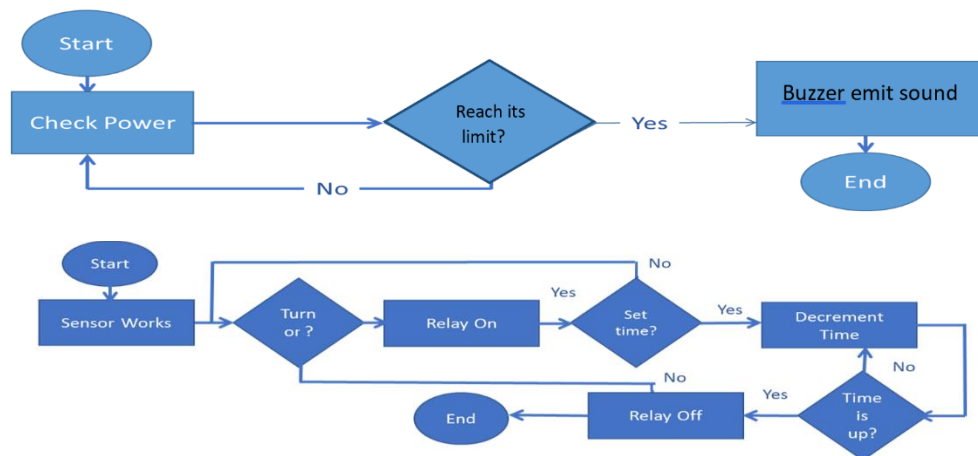 Start
Check Power
Reach its
limit?
Yes
Buzzer emit sound
No
End
Start
Sensor Works
Turn
or ?
Relay On
Yes
Set
time?
No
Yes
Decrement
Time
No
Time
is
up?
Yes
Relay Off
No
End